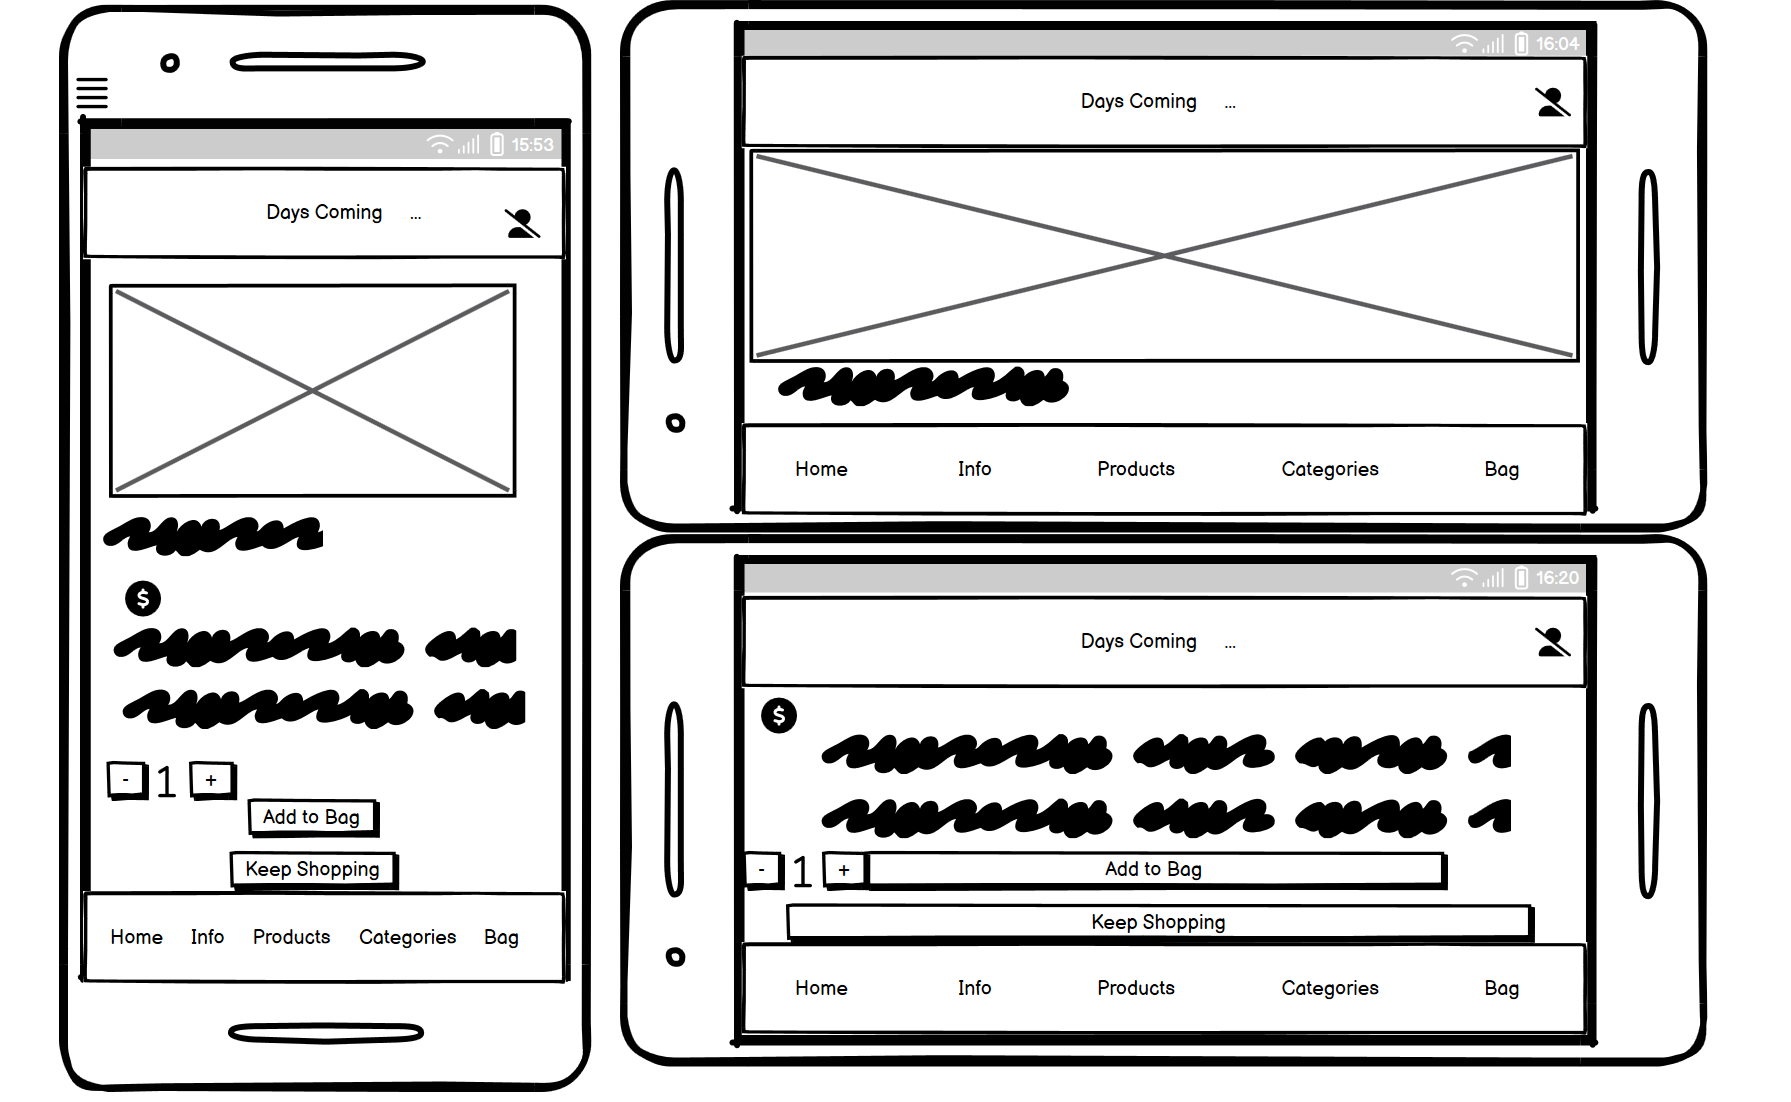 15:53
Days Coming ...
$
- 1 +
Add to Bag
Keep Shopping
Home Info Products Categories Bag
16:04
Days Coming ...
Home Info Products Categories Bag
16:20
Days Coming ...
$
- 1 + Add to Bag
Keep Shopping
Home Info Products Categories Bag